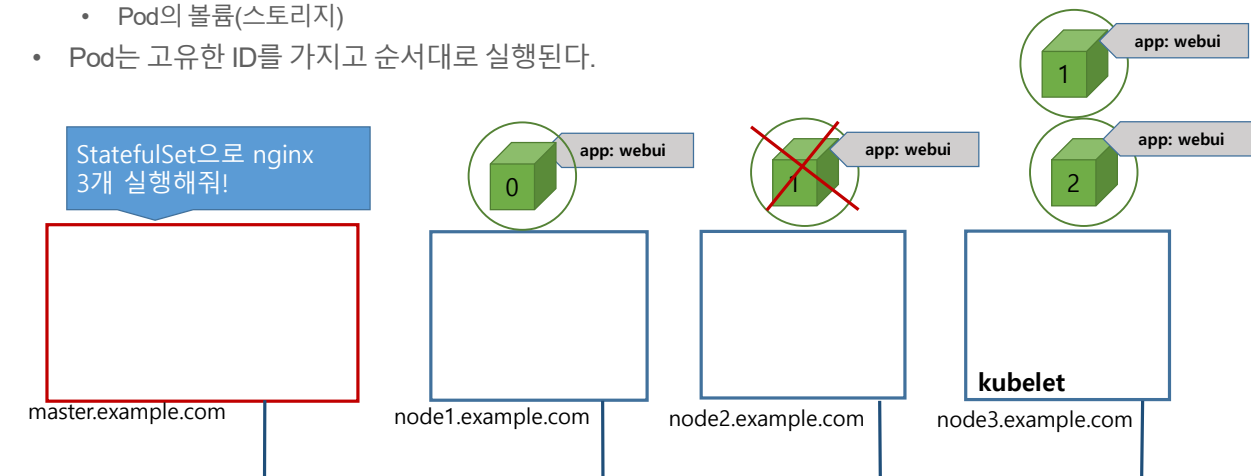 • Pod의 볼륨(스토리지)
• Pod는 고유한 ID를 가지고 순서대로 실행된다.
app: webui
1
StatefulSet으로 nginx
3개 실행해줘!
0
app: webui
1
app: webui
2
app: webui
kubelet
master.example.com
node1.example.com
node2.example.com
node3.example.com